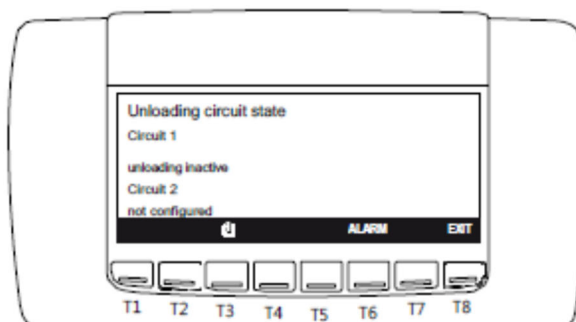 Unloading circuit state
Circuit 1
unloading inactive
Circuit 2
not configured
ALARM EXIT
T1 T2 T3 T4 T5 T6 T7 T8